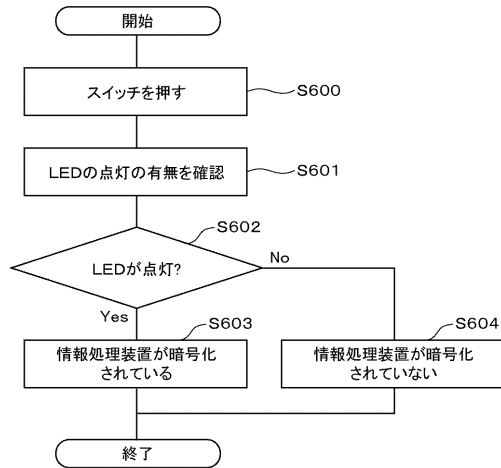 開始
スイッチを押す
S600
LEDの点灯の有無を確認
S601
S602
LEDが点灯?
No
Yes
S603
情報処理装置が暗号化
されている
S604
情報処理装置が暗号化
されていない
終了